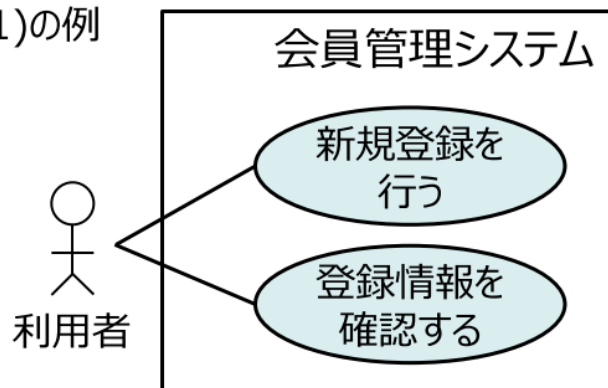 1)の例
会員管理システム
新規登録を
行う
登録情報を
確認する
利用者